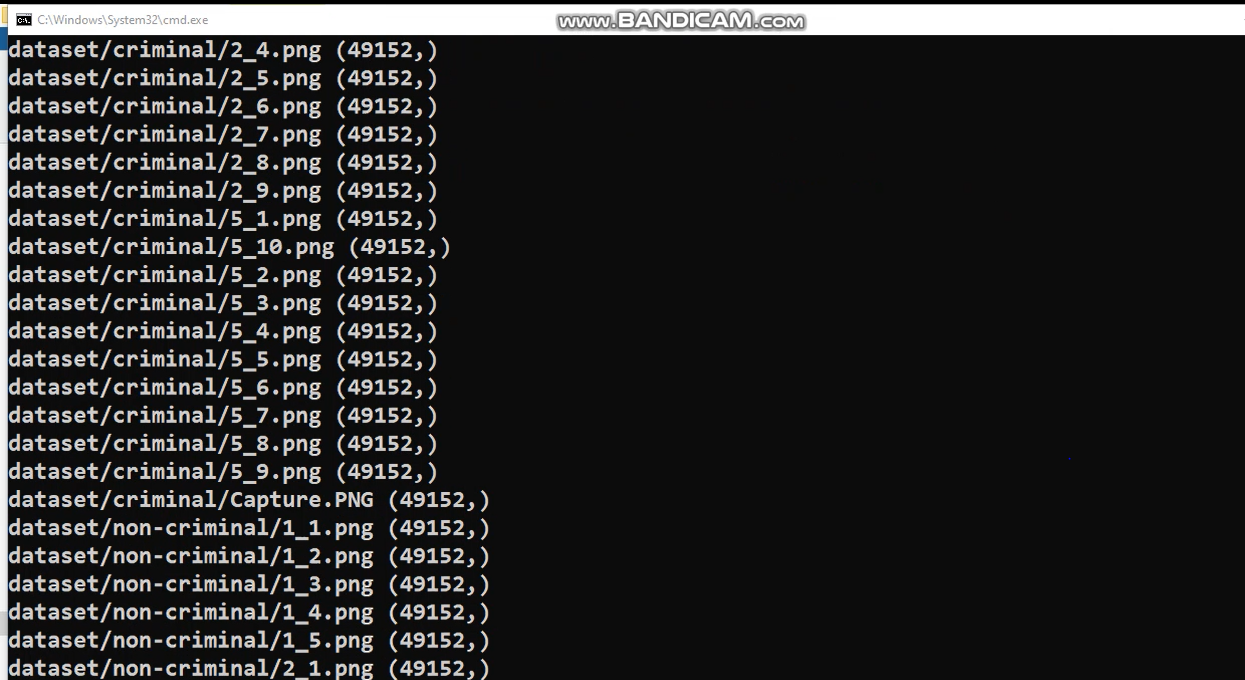 C:\Windows\System32\cmd.exe
www.BANDICAM.com
dataset/criminal/2_4.png (49152,)
dataset/criminal/2_5.png (49152,)
dataset/criminal/2_6.png (49152,)
dataset/criminal/2_7.png (49152,)
dataset/criminal/2_8.png (49152,)
dataset/criminal/2_9.png (49152,)
dataset/criminal/5_1.png (49152,)
dataset/criminal/5_10.png (49152,)
dataset/criminal/5_2.png (49152,)
dataset/criminal/5_3.png (49152,)
dataset/criminal/5_4.png (49152,)
dataset/criminal/5_5.png (49152,)
dataset/criminal/5_6.png (49152,)
dataset/criminal/5_7.png (49152,)
dataset/criminal/5_8.png (49152,)
dataset/criminal/5_9.png (49152,)
dataset/criminal/Capture.PNG (49152,)
dataset/non-criminal/1_1.png (49152,)
dataset/non-criminal/1_2.png (49152,)
dataset/non-criminal/1_3.png (49152,)
dataset/non-criminal/1_4.png (49152,)
dataset/non-criminal/1_5.png (49152,)
dataset/non-criminal/2_1.png (49152,)